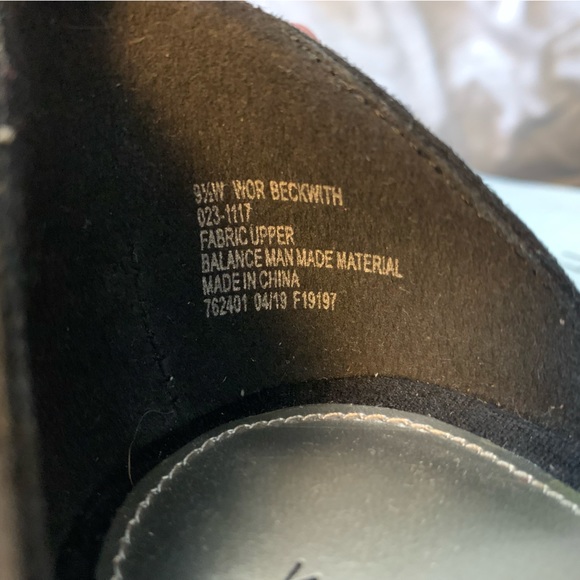 9½W WOR BECKWITH
023-1117
FABRIC UPPER
BALANCE MAN MADE MATERIAL
MADE IN CHINA
762401 04/19 F19197